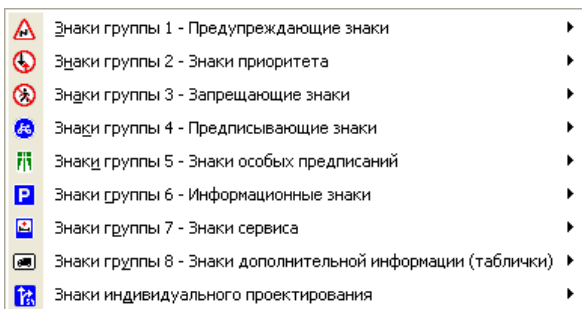 Знаки группы 1 - Предупреждающие знаки
Знаки группы 2 - Знаки приоритета
Знаки группы 3 - Запрещающие знаки
Знаки группы 4 - Предписывающие знаки
Знаки группы 5 - Знаки особых предписаний
P Знаки группы 6 - Информационные знаки
Знаки группы 7 - Знаки сервиса
Знаки группы 8 - Знаки дополнительной информации (таблички)
Знаки индивидуального проектирования